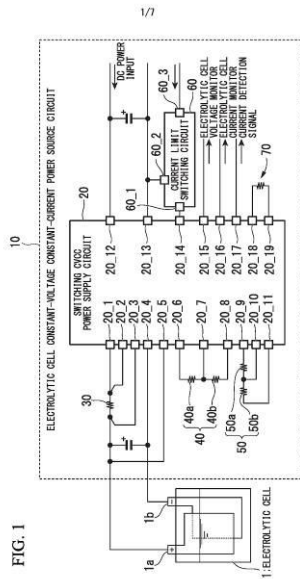 1/7
FIG. 1
10
ELECTROLYTIC CELL CONSTANT-VOLTAGE CONSTANT-CURRENT POWER SOURCE CIRCUIT
DC POWER INPUT
20
SWITCHING CVCC
POWER SUPPLY CIRCUIT
20_1
20_2
20_3
20_4
20_5
20_6
20_7
20_8
20_9
20_10
20_11
20_12
20_13
20_14
20_15
20_16
20_17
20_18
20_19
30
40a
40
40b
50a
50
50b
60_1
60_2
60_3
60
CURRENT LIMIT
SWITCHING CIRCUIT
ELECTROLYTIC CELL
VOLTAGE MONITOR
ELECTROLYTIC CELL
CURRENT MONITOR
CURRENT DETECTION
SIGNAL
70
1a
1b
+
−
+
+
1:ELECTROLYTIC CELL